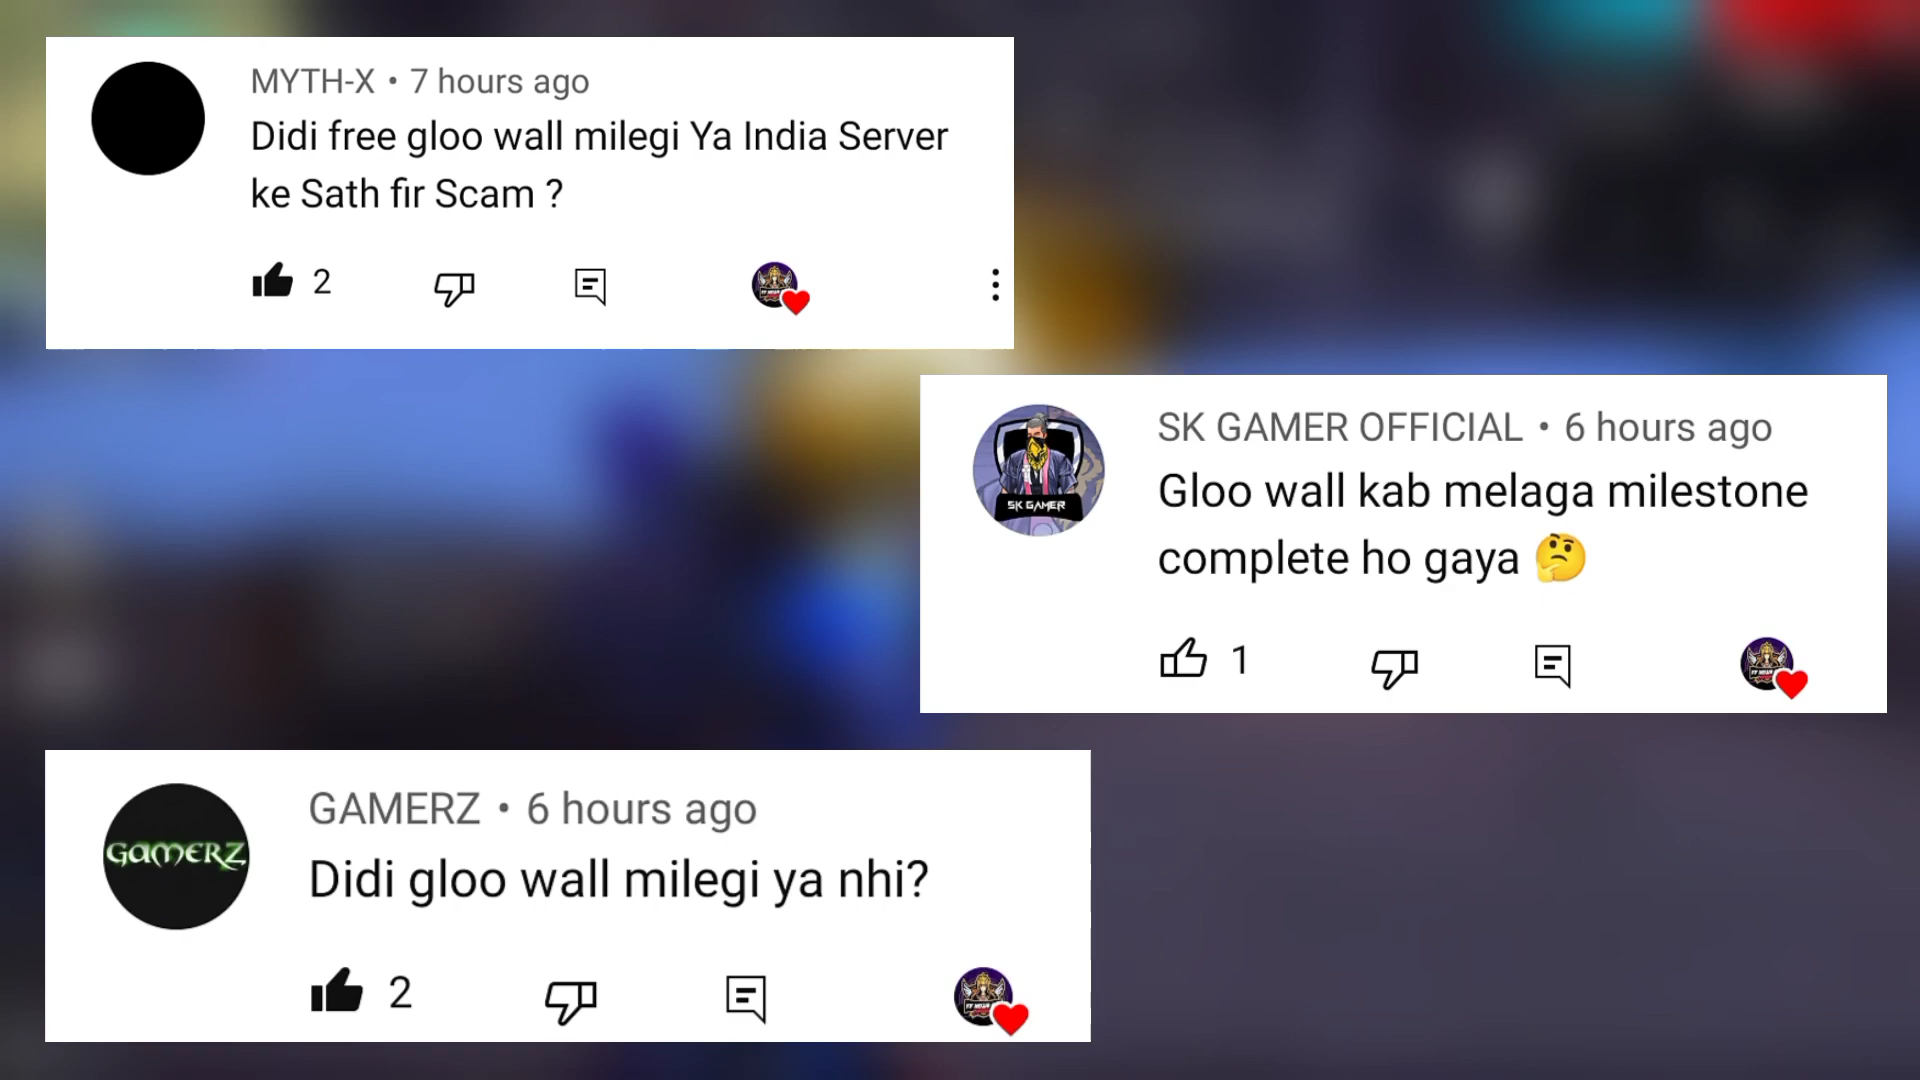 MYTH-X • 7 hours ago
Didi free gloo wall milegi Ya India Server
ke Sath fir Scam ?
2
SK GAMER OFFICIAL • 6 hours ago
Gloo wall kab melaga milestone
complete ho gaya 🤔
SK GAMER
1
GAMERZ • 6 hours ago
GAMERZ
Didi gloo wall milegi ya nhi?
2